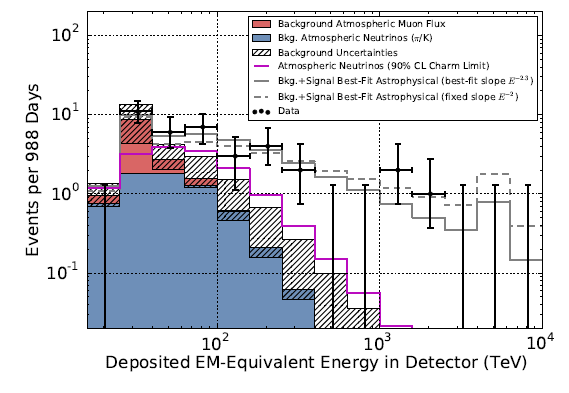 Background Atmospheric Muon Flux
Bkg. Atmospheric Neutrinos (π/K)
Background Uncertainties
Atmospheric Neutrinos (90% CL Charm Limit)
Bkg.+Signal Best-Fit Astrophysical (best-fit slope E^{-2.3})
Bkg.+Signal Best-Fit Astrophysical (fixed slope E^{-2})
Data
Events per 988 Days
10^2
10^1
10^0
10^{-1}
10^2
10^3
10^4
Deposited EM-Equivalent Energy in Detector (TeV)